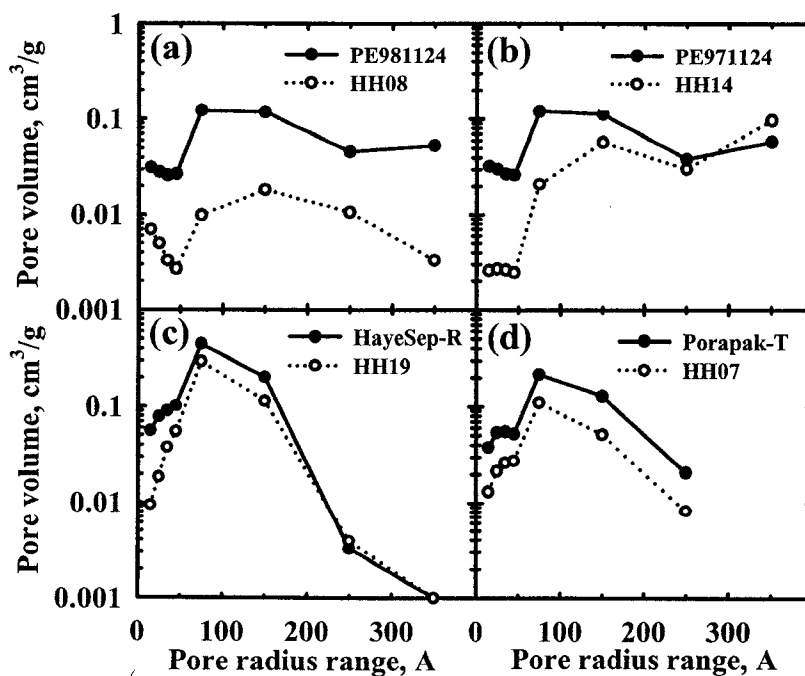 1
0.1
0.01
0.001
0.1
0.01
0.001
Pore volume, cm³/g
Pore volume, cm³/g
(a)
PE981124
HH08
(b)
PE971124
HH14
(c)
HayeSep-R
HH19
(d)
Porapak-T
HH07
0 100 200 300
0 100 200 300
Pore radius range, A
Pore radius range, A